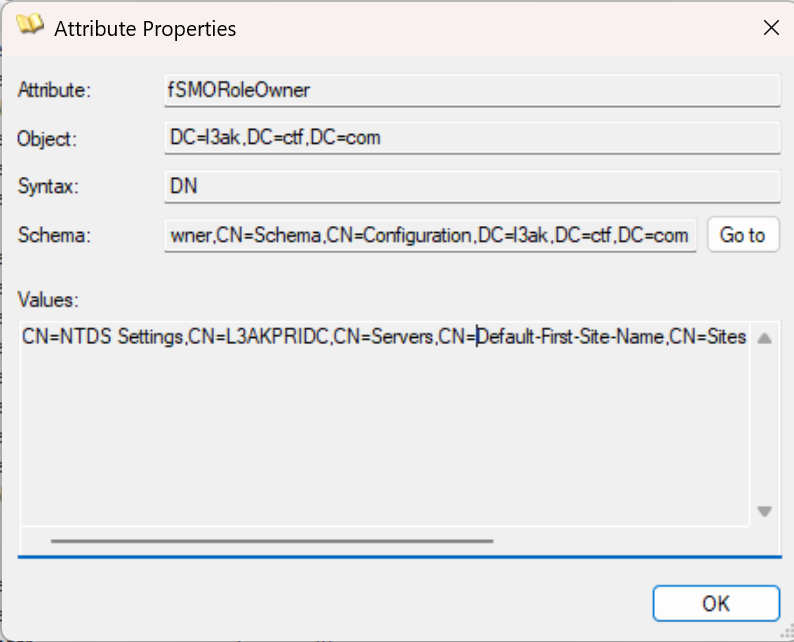 Attribute Properties
Attribute: fSMORoleOwner
Object: DC=l3ak,DC=ctf,DC=com
Syntax: DN
Schema: wner,CN=Schema,CN=Configuration,DC=l3ak,DC=ctf,DC=com Go to
Values:
CN=NTDS Settings,CN=L3AKPRIDC,CN=Servers,CN=Default-First-Site-Name,CN=Sites
OK